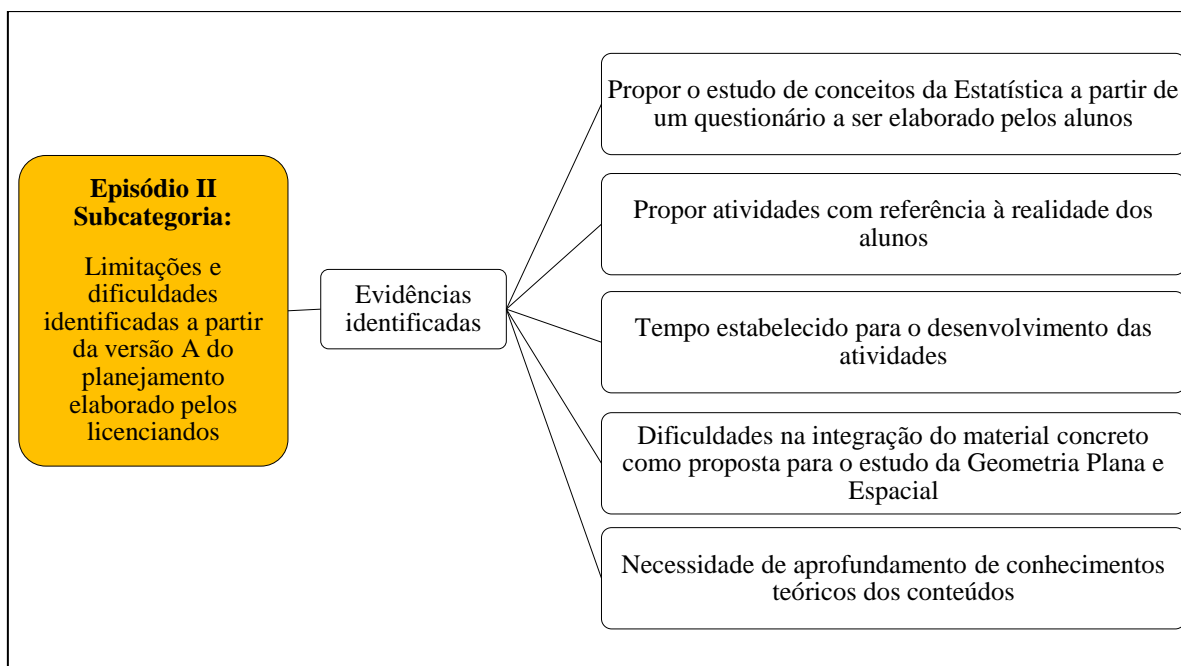 Episódio II
Subcategoria:
Limitações e
dificuldades
identificadas a partir
da versão A do
planejamento
elaborado pelos
licenciandos
Evidências
identificadas
Propor o estudo de conceitos da Estatística a partir de
um questionário a ser elaborado pelos alunos
Propor atividades com referência à realidade dos
alunos
Tempo estabelecido para o desenvolvimento das
atividades
Dificuldades na integração do material concreto
como proposta para o estudo da Geometria Plana e
Espacial
Necessidade de aprofundamento de conhecimentos
teóricos dos conteúdos